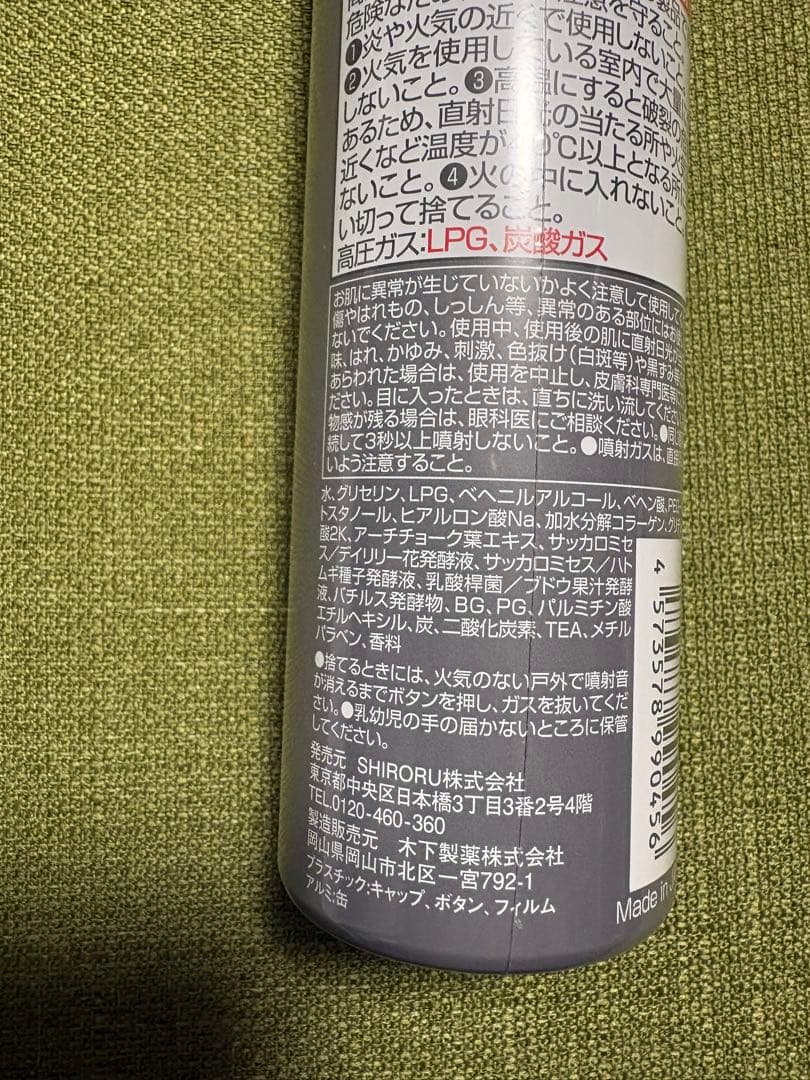 危険なため、
注意を守ること。
❶炎や火気の近くで使用しないこと。
❷火気を使用している室内で大量に
しないこと。❸高温にすると破裂の
あるため、直射日光の当たる所や火気
近くなど温度が40℃以上となる所に
ないこと。❹火の中に入れないこと。
い切って捨てること。
高圧ガス:LPG、炭酸ガス
お肌に異常が生じていないかよく注意して使用して
傷やはれもの、しっしん等、異常のある部位には
ないでください。使用中、使用後の肌に直射日光が
味、はれ、かゆみ、刺激、色抜け(白斑等)や黒ずみ
あらわれた場合は、使用を中止し、皮膚科専門医
ださい。目に入ったときは、直ちに洗い流してください。
物感が残る場合は、眼科医にご相談ください。●同じ
続して3秒以上噴射しないこと。●噴射ガスは、直接
いよう注意すること。
水、グリセリン、LPG、ベヘニルアルコール、ベヘン酸、PEG-
トスタノール、ヒアルロン酸Na、加水分解コラーゲン、グリチ
酸2K、アーチチョーク葉エキス、サッカロミセ
ス/デイリリー花発酵液、サッカロミセス/ハト
ムギ種子発酵液、乳酸桿菌/ブドウ果汁発酵
液、バチルス発酵物、BG、PG、パルミチン酸
エチルヘキシル、炭、二酸化炭素、TEA、メチル
パラベン、香料
●捨てるときには、火気のない戸外で噴射音
が消えるまでボタンを押し、ガスを抜いてくだ
さい。●乳幼児の手の届かないところに保管
してください。
発売元 SHIRORU株式会社
東京都中央区日本橋3丁目3番2号4階
TEL.0120-460-360
製造販売元 木下製薬株式会社
岡山県岡山市北区一宮792-1
プラスチック:キャップ、ボタン、フィルム
アルミ:缶
4 573578 990456
Made in